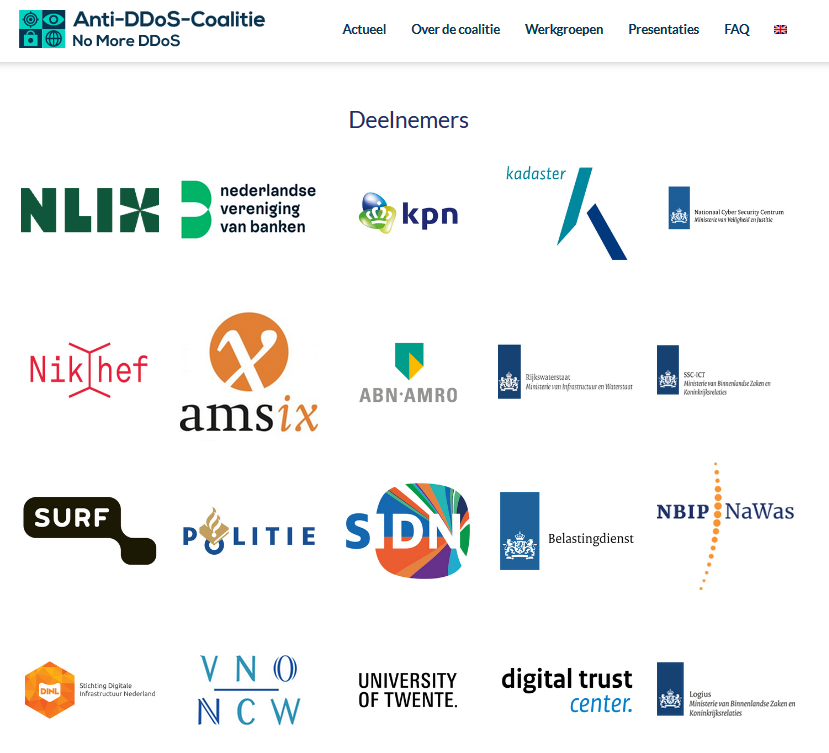 Anti-DDoS-Coalitie
No More DDoS
Actueel Over de coalitie Werkgroepen Presentaties FAQ
Deelnemers
NLIX
nederlandse
vereniging
van banken
kpn
kadaster
Nationaal Cyber Security Centrum
Ministerie van Veiligheid en Justitie
Nikhef
amsix
ABN·AMRO
Rijkswaterstaat
Ministerie van Infrastructuur en Waterstaat
SSC-ICT
Ministerie van Binnenlandse Zaken en
Koninkrijksrelaties
SURF
POLITIE
SIDN
Belastingdienst
NBIP NaWas
DINL
Stichting Digitale
Infrastructuur Nederland
VNO
NCW
UNIVERSITY
OF TWENTE.
digital trust
center.
Logius
Ministerie van Binnenlandse Zaken en
Koninkrijksrelaties